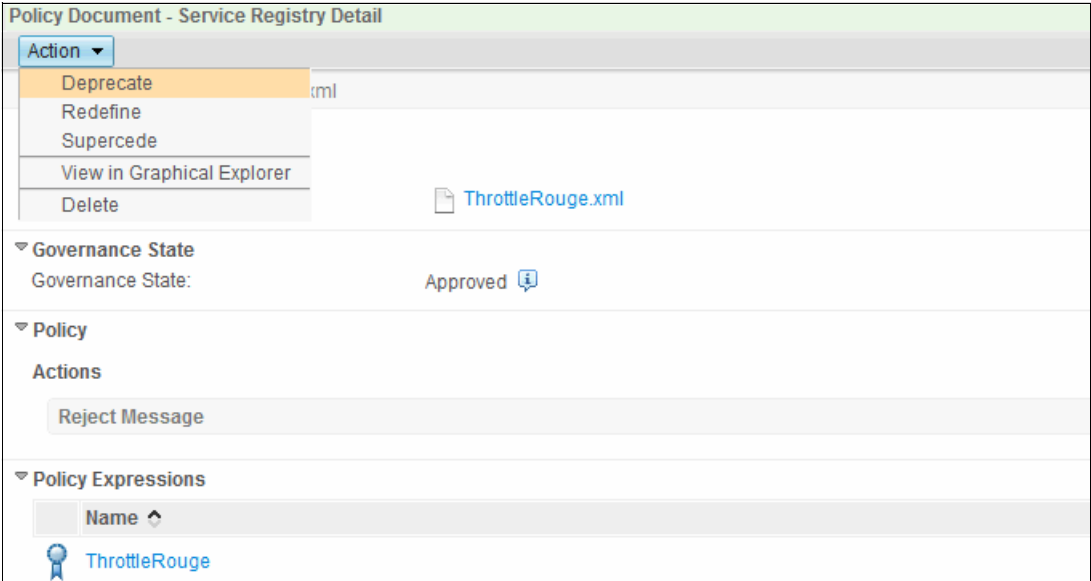 Policy Document - Service Registry Detail
Action
Deprecate
xml
Redefine
Supercede
View in Graphical Explorer
Delete
ThrottleRouge.xml
Governance State
Governance State:
Approved
Policy
Actions
Reject Message
Policy Expressions
Name
ThrottleRouge